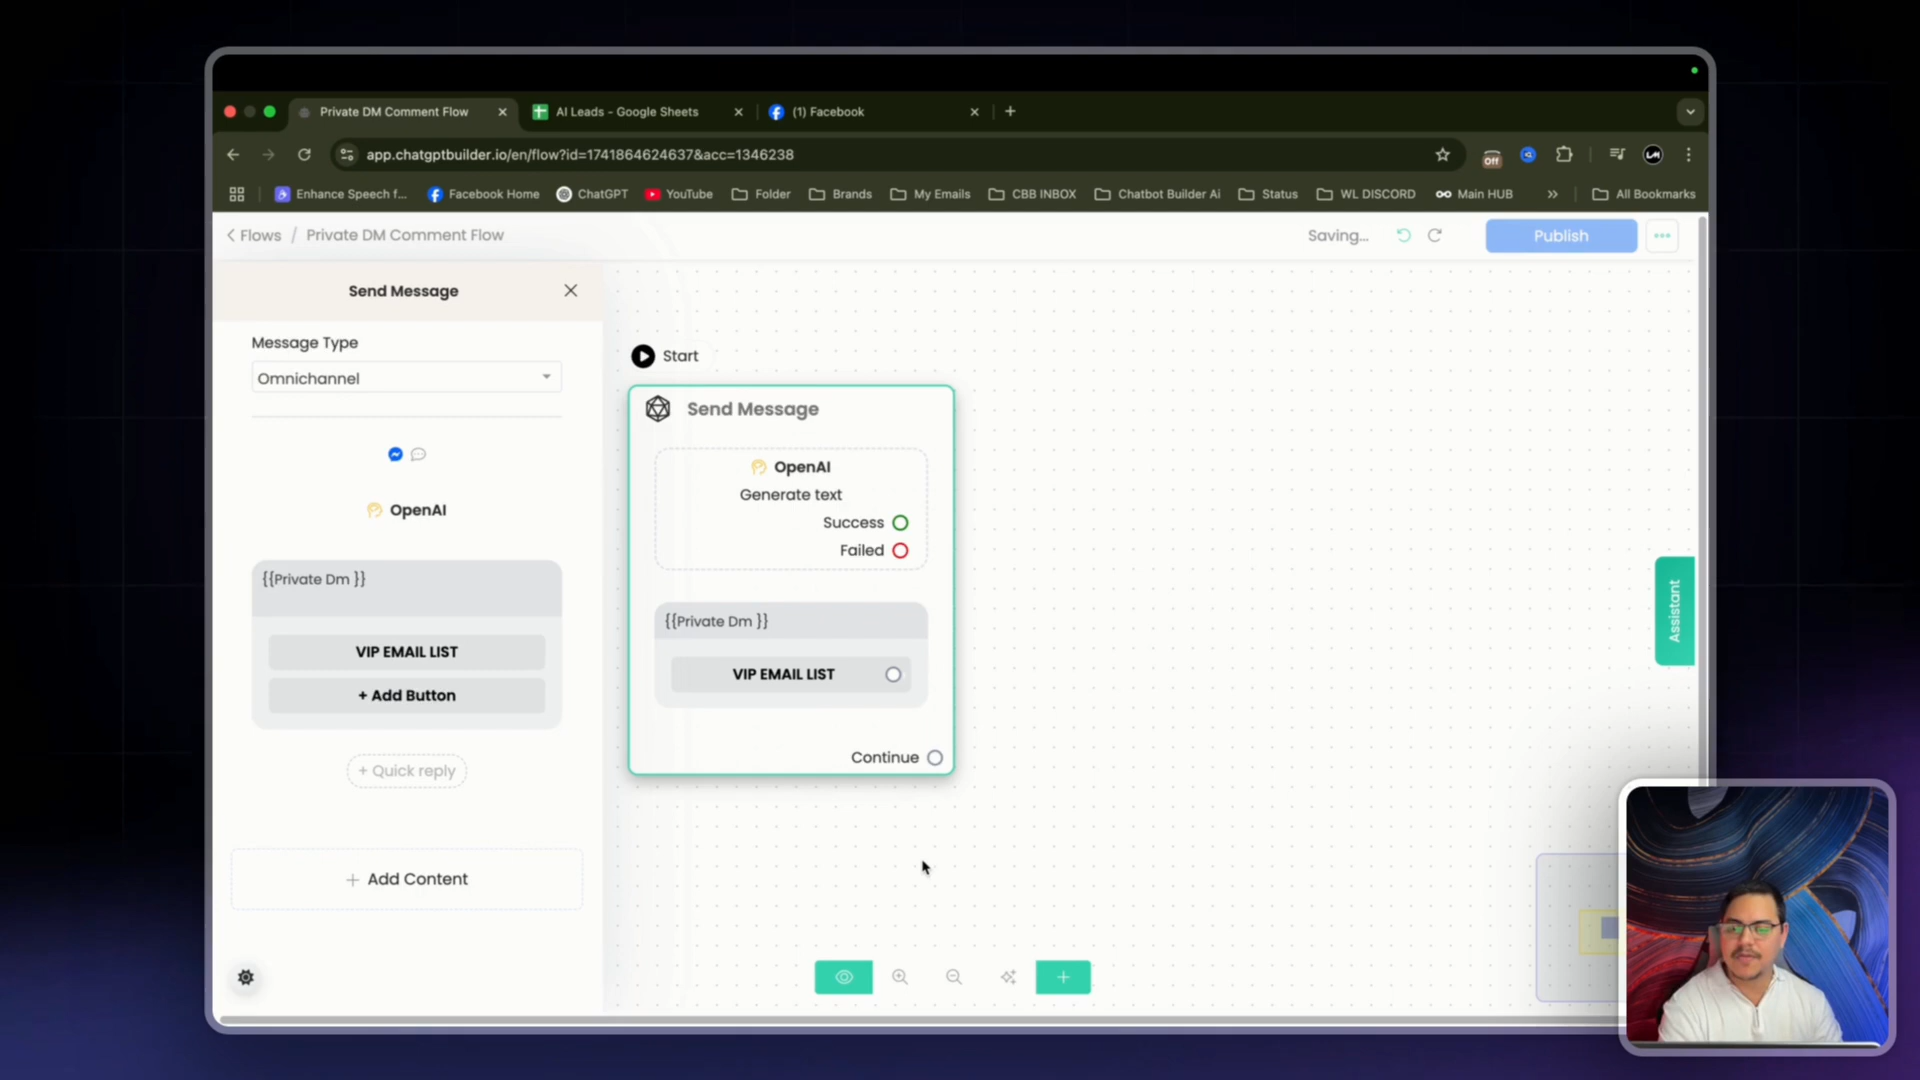 Private DM Comment Flow
AI Leads - Google Sheets
(1) Facebook
app.chatgptbuilder.io/en/flow?id=1741864624637&acc=1346238
Off
Enhance Speech f...
Facebook Home
ChatGPT
YouTube
Folder
Brands
My Emails
CBB INBOX
Chatbot Builder Ai
Status
WL DISCORD
Main HUB
»
All Bookmarks
Flows / Private DM Comment Flow
Saving...
Publish
Send Message
Message Type
Omnichannel
OpenAI
{{Private Dm }}
VIP EMAIL LIST
+ Add Button
+ Quick reply
+ Add Content
Start
Send Message
OpenAI
Generate text
Success
Failed
{{Private Dm }}
VIP EMAIL LIST
Continue
Assistant